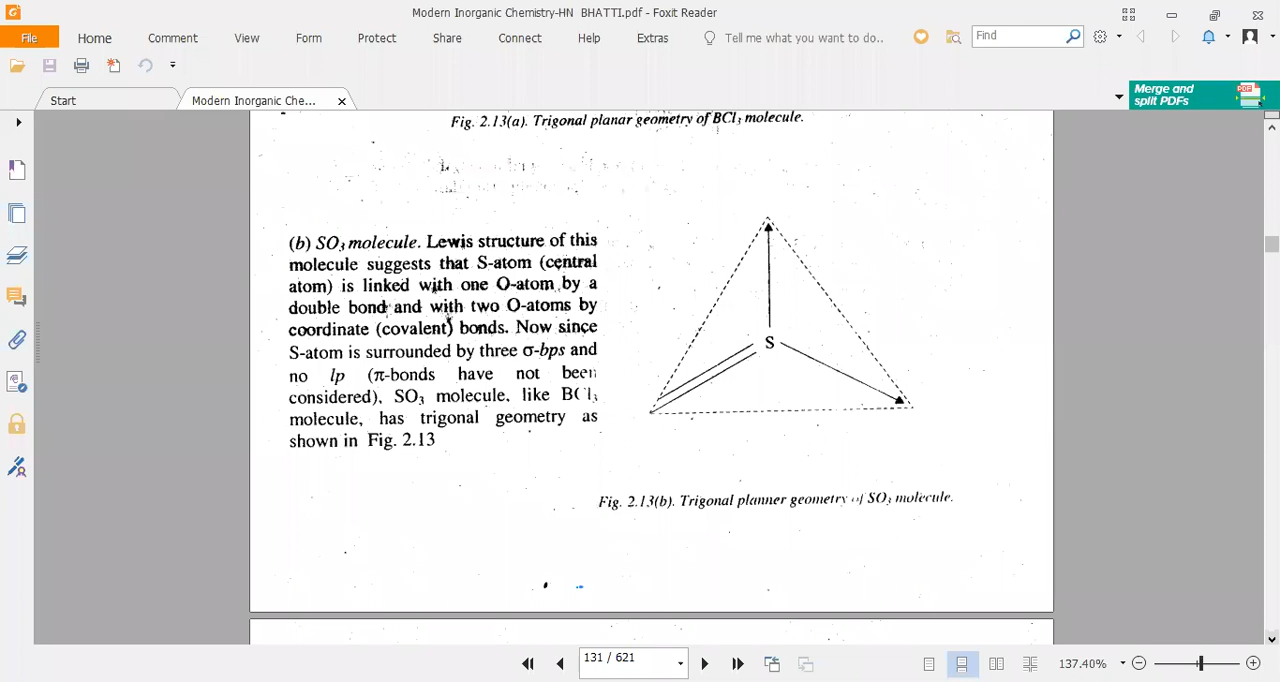 Modern Inorganic Chemistry-HN BHATTI.pdf - Foxit Reader
File Home Comment View Form Protect Share Connect Help Extras Tell me what you want to do.. Find
Start Modern Inorganic Che... Merge and
split PDFs
PDF
Fig. 2.13(a). Trigonal planar geometry of BCl3 molecule.
(b) SO3 molecule. Lewis structure of this
molecule suggests that S-atom (central
atom) is linked with one O-atom by a
double bond and with two O-atoms by
coordinate (covalent) bonds. Now since
S-atom is surrounded by three σ-bps and
no lp (π-bonds have not been
considered), SO3 molecule, like BCl3
molecule, has trigonal geometry as
shown in Fig. 2.13
S
Fig. 2.13(b). Trigonal planner geometry of SO3 molecule.
131 / 621
137.40%